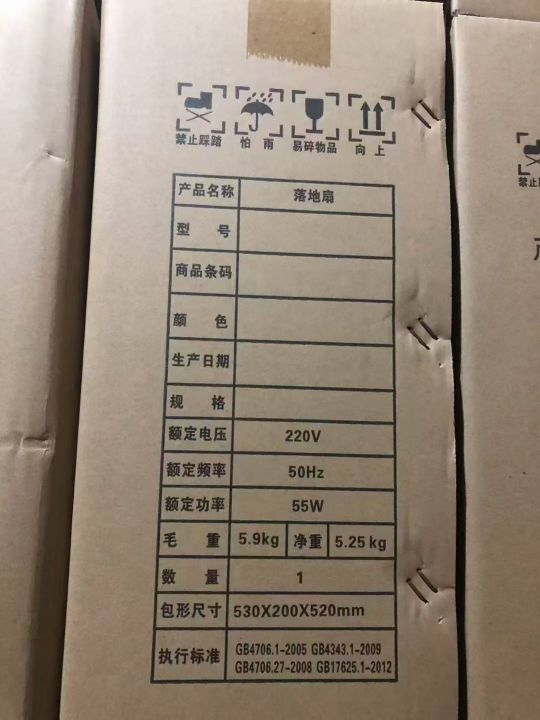 禁止踩踏 怕雨 易碎物品 向上
产品名称 落地扇
型号
商品条码
颜色
生产日期
规格
额定电压 220V
额定频率 50Hz
额定功率 55W
毛重 5.9kg 净重 5.25kg
数量 1
包形尺寸 530X200X520mm
执行标准 GB4706.1-2005 GB4343.1-2009
GB4706.27-2008 GB17625.1-2012
禁止